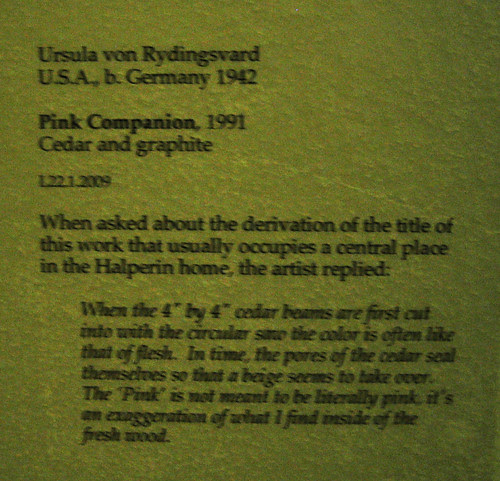 Ursula von Rydingsvard
U.S.A., b. Germany 1942
Pink Companion, 1991
Cedar and graphite
L22.1.2009
When asked about the derivation of the title of
this work that usually occupies a central place
in the Halperin home, the artist replied:
When the 4" by 4" cedar beams are first cut
into with the circular saw the color is often like
that of flesh. In time, the pores of the cedar seal
themselves so that a beige seems to take over.
The 'Pink' is not meant to be literally pink, it's
an exaggeration of what I find inside of the
fresh wood.